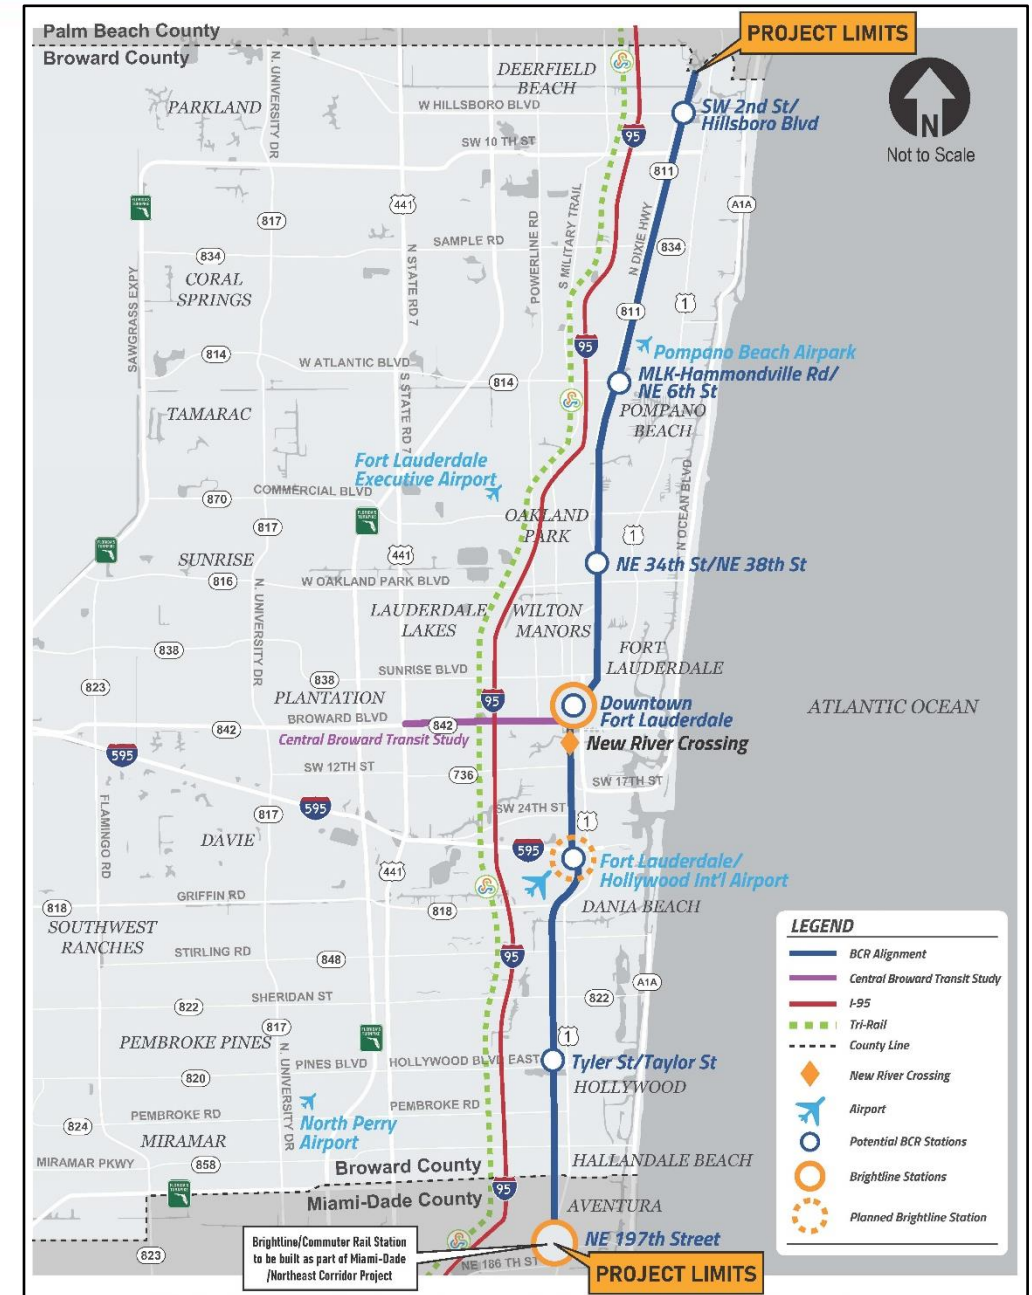 Palm Beach County
Broward County
PROJECT LIMITS
N
Not to Scale
DEERFIELD
BEACH
PARKLAND
N. UNIVERSITY DR
W HILLSBORO BLVD
SW 2nd St/
Hillsboro Blvd
SW 10 TH ST
95
811
441
A1A
817
SAMPLE RD
834
834
CORAL
SPRINGS
SAWGRASS EXPY
N STATE RD 7
POWERLINE RD
S MILITARY TRAIL
N DIXIE HWY
1
811
95
Pompano Beach Airpark
814
W ATLANTIC BLVD
814
MLK-Hammondville Rd/
NE 6th St
POMPANO
BEACH
TAMARAC
S STATE RD 7
Fort Lauderdale
Executive Airport
870
COMMERCIAL BLVD
OAKLAND
PARK
817
1
N OCEAN BLVD
SUNRISE
441
NE 34th St/NE 38th St
816
W OAKLAND PARK BLVD
N. UNIVERSITY DR
LAUDERDALE
LAKES
WILTON
MANORS
838
FORT
LAUDERDALE
SUNRISE BLVD
823
838
PLANTATION
95
Downtown
Fort Lauderdale
ATLANTIC OCEAN
BROWARD BLVD
842
842
Central Broward Transit Study
New River Crossing
595
SW 12TH ST
736
SW 17TH ST
FLAMINGO RD
595
817
SW 24TH ST
1
DAVIE
595
441
Fort Lauderdale/
Hollywood Int'l Airport
GRIFFIN RD
818
818
DANIA BEACH
SOUTHWEST
RANCHES
STIRLING RD
848
95
A1A
SHERIDAN ST
822
822
817
PEMBROKE PINES
1
N. UNIVERSITY DR
PINES BLVD
HOLLYWOOD BLVD EAST
Tyler St/Taylor St
820
HOLLYWOOD
North Perry
Airport
PEMBROKE RD
PEMBROKE RD
824
MIRAMAR
MIRAMAR PKWY
858
Broward County
HALLANDALE BEACH
Miami-Dade County
95
AVENTURA
823
Brightline/Commuter Rail Station
to be built as part of Miami-Dade
/Northeast Corridor Project
NE 197th Street
NE 186 TH ST
PROJECT LIMITS
LEGEND
BCR Alignment
Central Broward Transit Study
I-95
Tri-Rail
County Line
New River Crossing
Airport
Potential BCR Stations
Brightline Stations
Planned Brightline Station